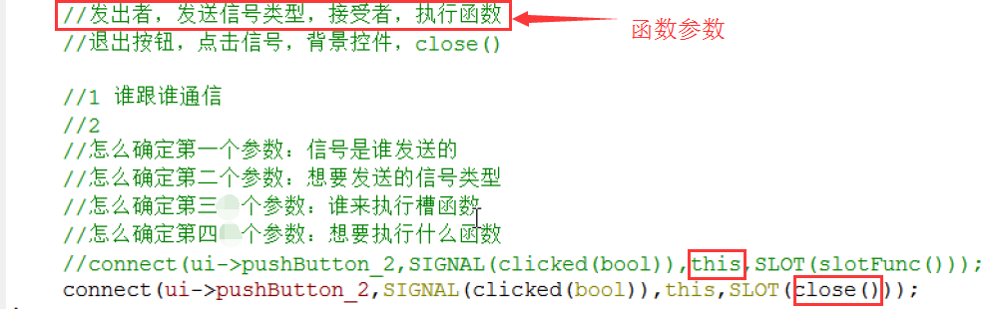 //发出者，发送信号类型，接受者，执行函数
函数参数
//退出按钮，点击信号，背景控件，close()
//1 谁跟谁通信
//2
//怎么确定第一个参数：信号是谁发送的
//怎么确定第二个参数：想要发送的信号类型
//怎么确定第三个参数：谁来执行槽函数
//怎么确定第四个参数：想要执行什么函数
//connect(ui->pushButton_2,SIGNAL(clicked(bool)),this,SLOT(slotFunc()));
connect(ui->pushButton_2,SIGNAL(clicked(bool)),this,SLOT(close()));